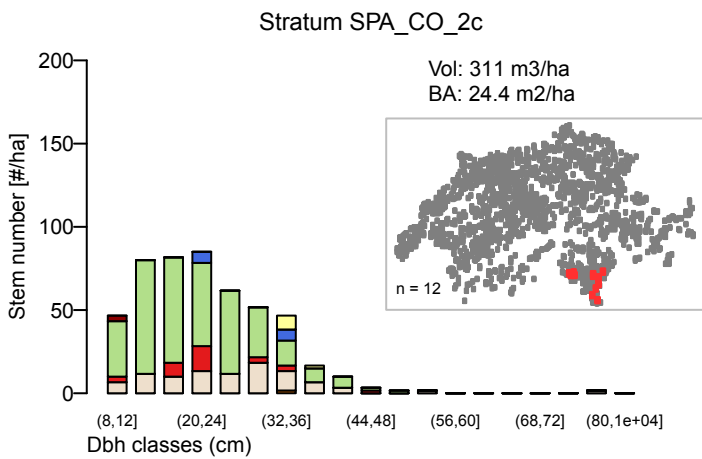 Stratum SPA_CO_2c
Vol: 311 m3/ha
BA: 24.4 m2/ha
n = 12
Stem number [#/ha]
200
150
100
50
0
(8,12] (20,24] (32,36] (44,48] (56,60] (68,72] (80,1e+04]
Dbh classes (cm)